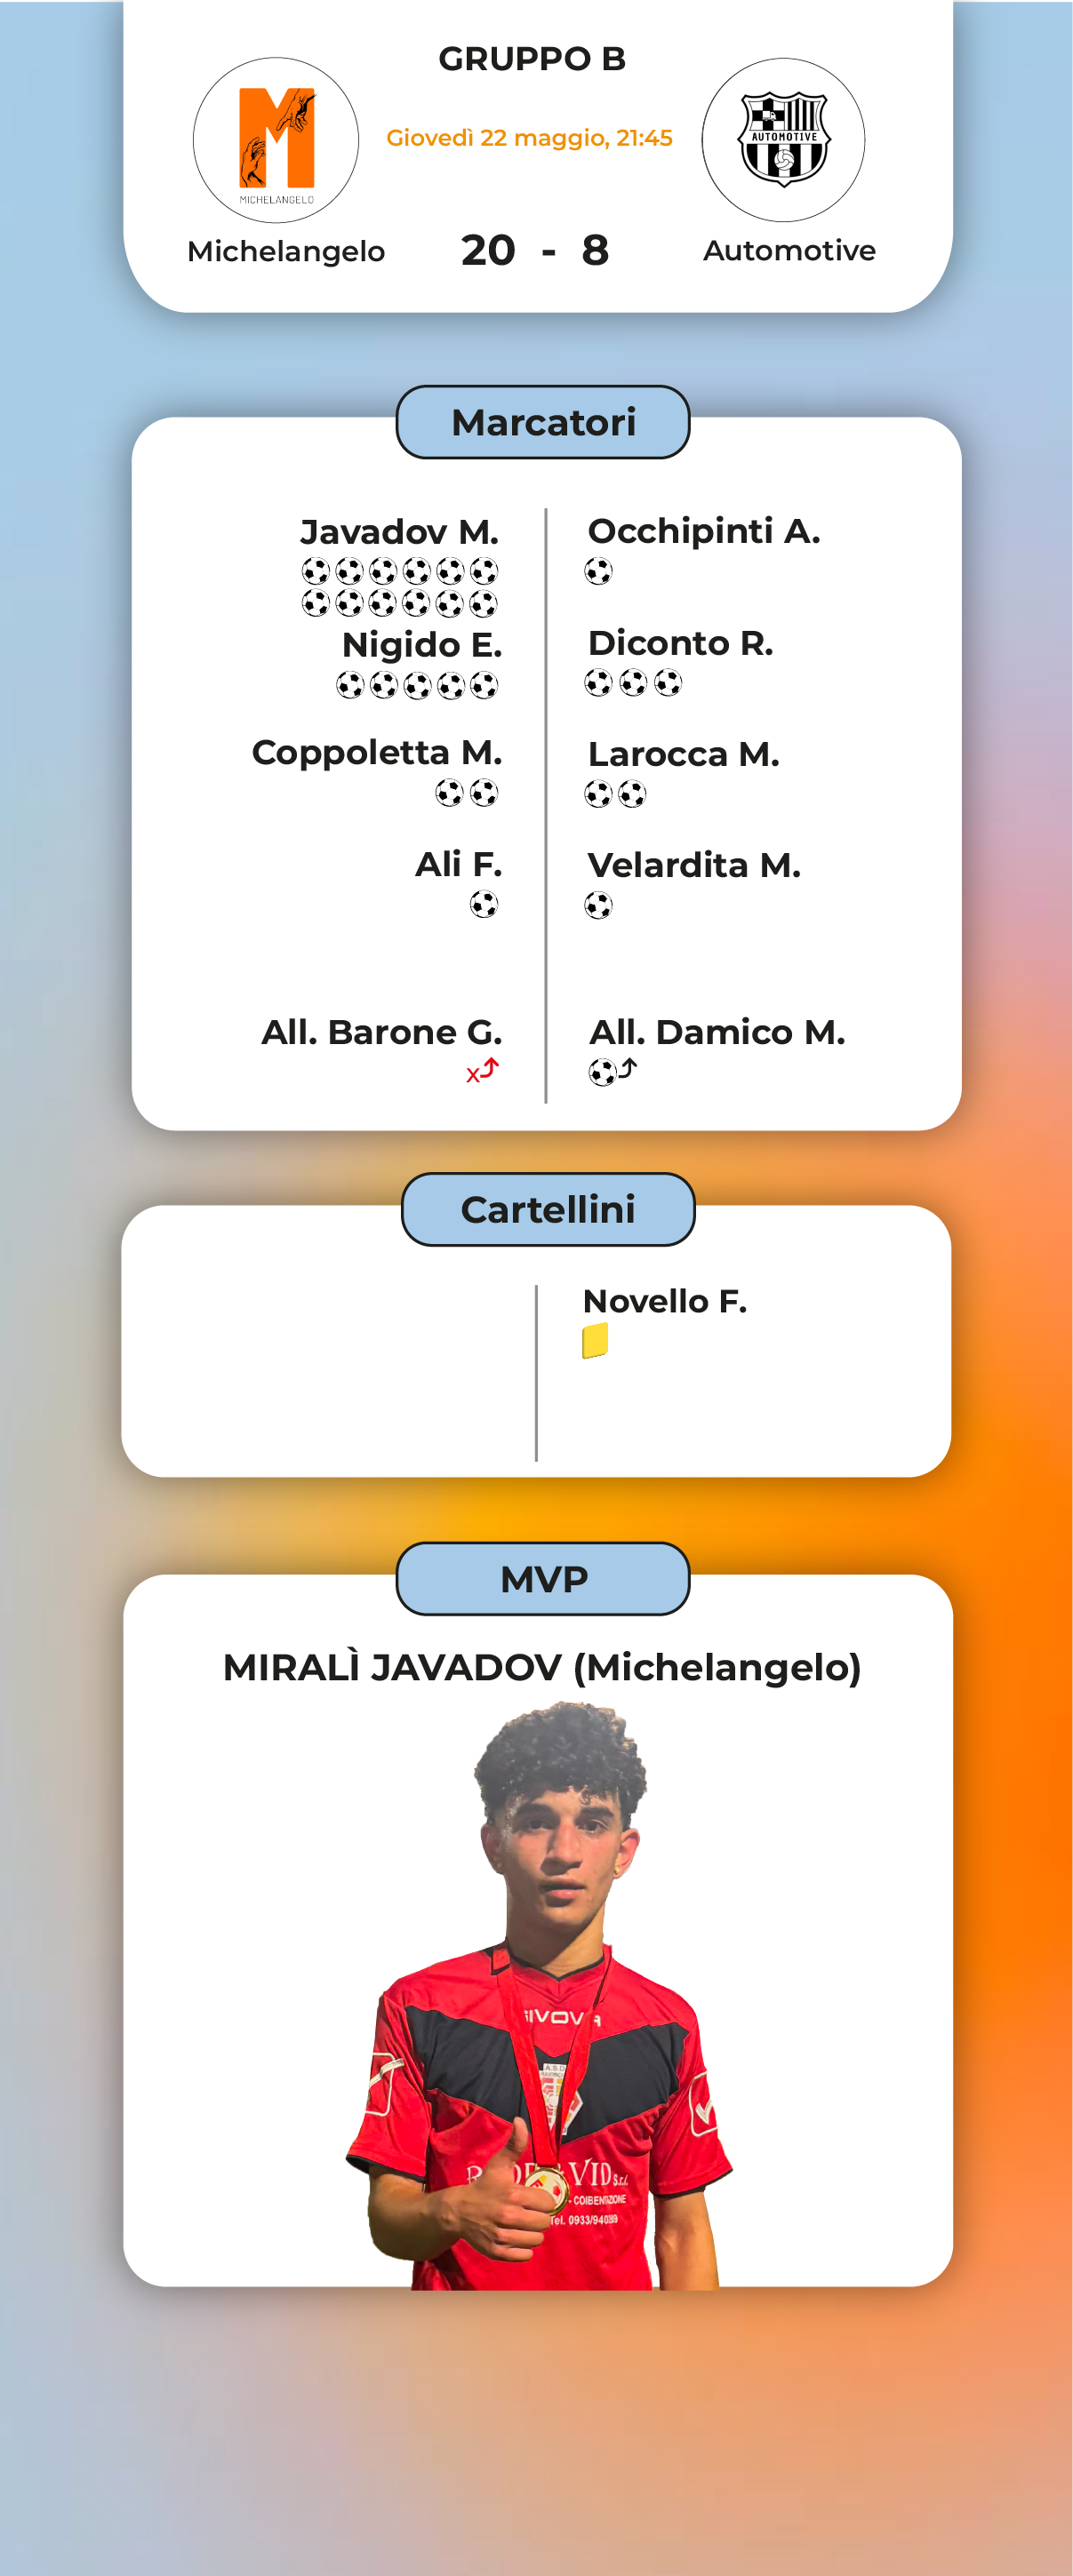 GRUPPO B
Giovedì 22 maggio, 21:45
MICHELANGELO
AUTOMOTIVE
Michelangelo
20 - 8
Automotive
Marcatori
Javadov M.
Occhipinti A.
Nigido E.
Diconto R.
Coppoletta M.
Larocca M.
Ali F.
Velardita M.
All. Barone G.
All. Damico M.
x
Cartellini
Novello F.
MVP
MIRALÌ JAVADOV (Michelangelo)
GIVOVA
A.S.D.
VID s.r.l.
- COIBENTAZIONE
Tel. 0933/940